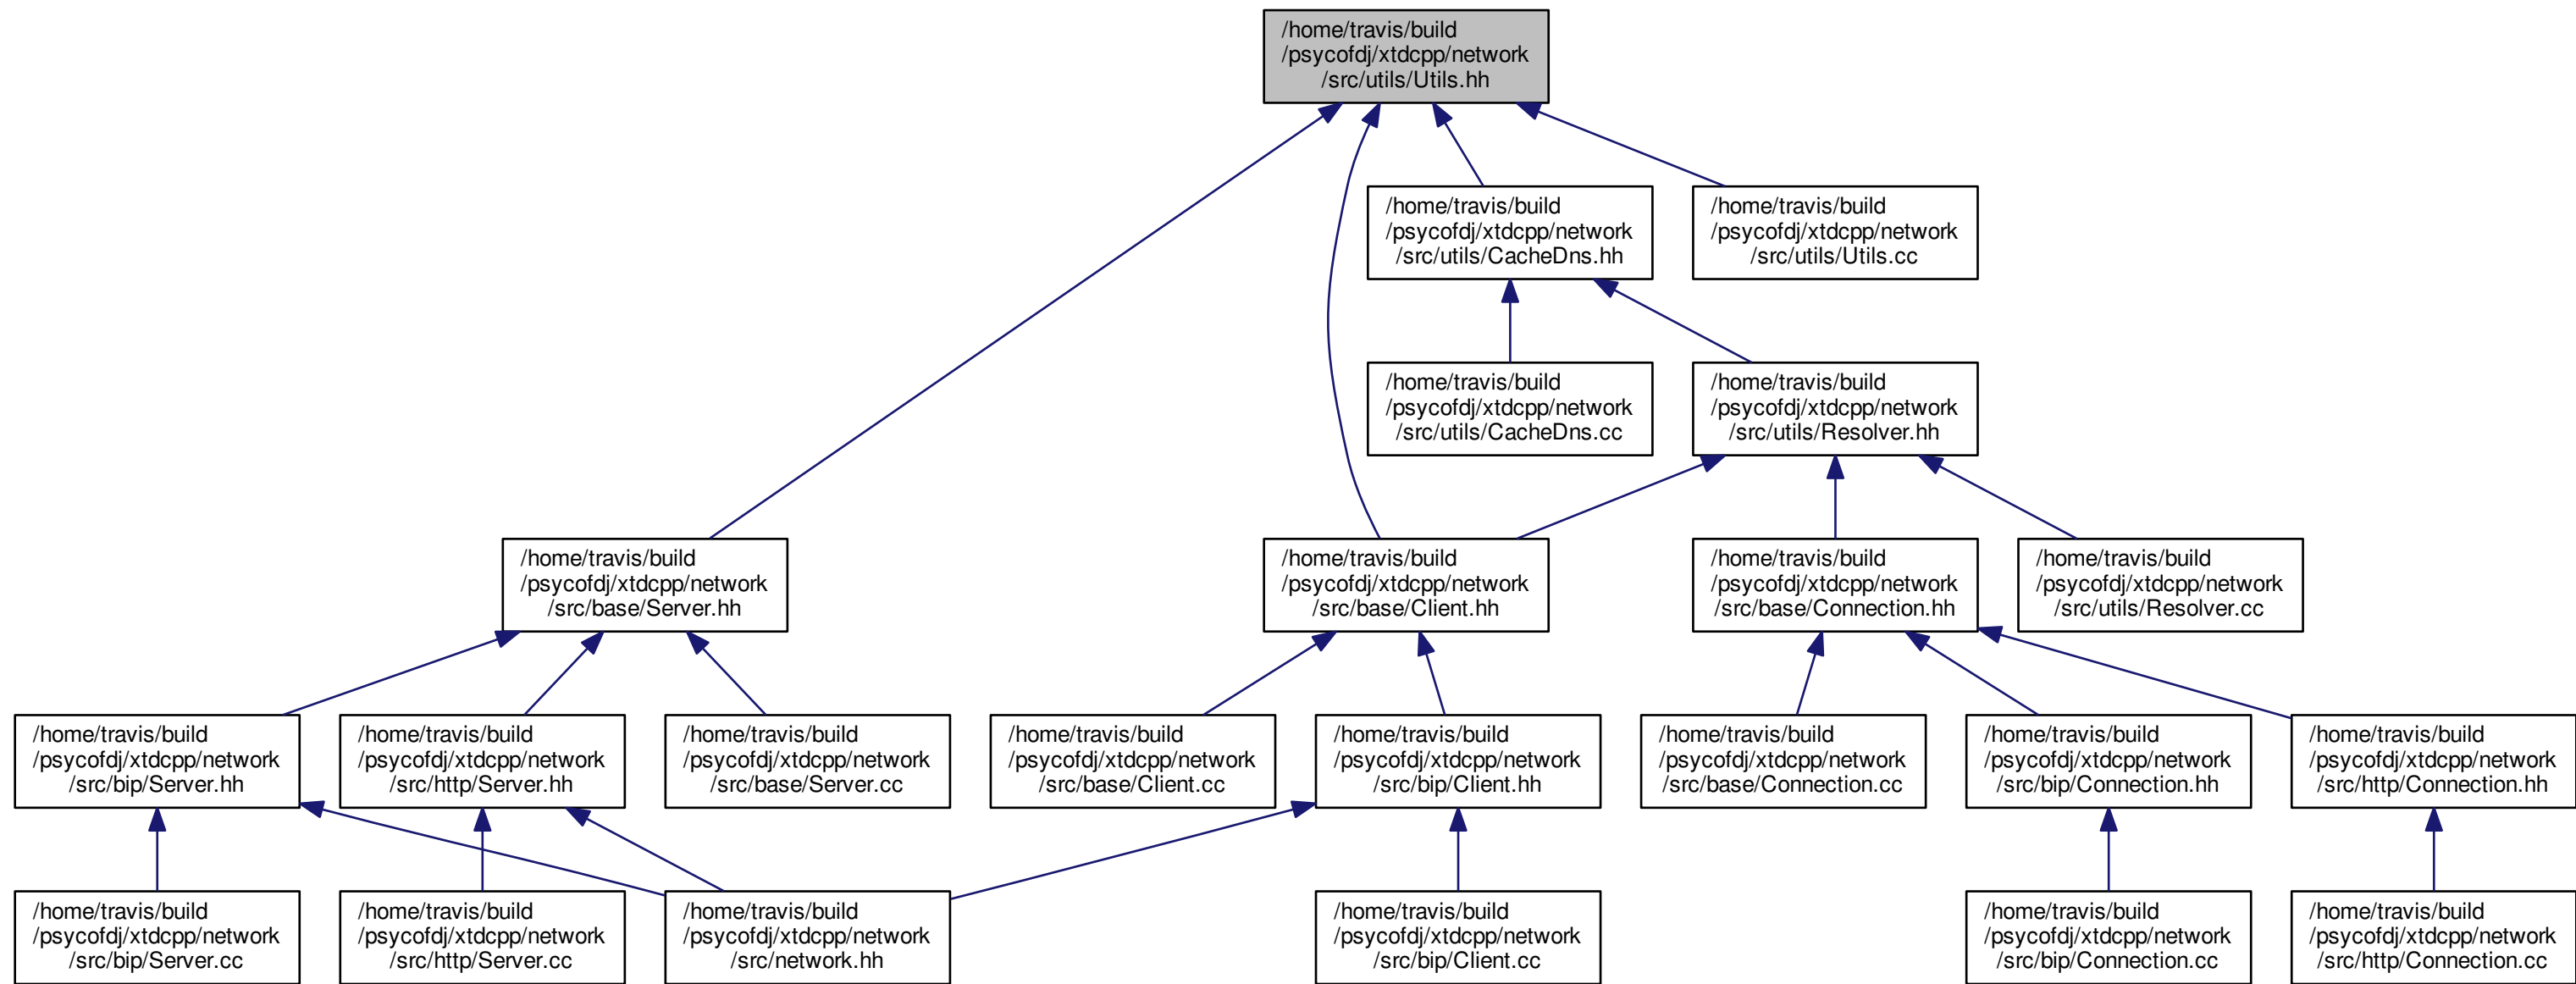 /home/travis/build
/psycofdj/xtdcpp/network
/src/utils/Utils.hh
/home/travis/build
/psycofdj/xtdcpp/network
/src/utils/CacheDns.hh
/home/travis/build
/psycofdj/xtdcpp/network
/src/utils/Utils.cc
/home/travis/build
/psycofdj/xtdcpp/network
/src/utils/CacheDns.cc
/home/travis/build
/psycofdj/xtdcpp/network
/src/utils/Resolver.hh
/home/travis/build
/psycofdj/xtdcpp/network
/src/base/Server.hh
/home/travis/build
/psycofdj/xtdcpp/network
/src/base/Client.hh
/home/travis/build
/psycofdj/xtdcpp/network
/src/base/Connection.hh
/home/travis/build
/psycofdj/xtdcpp/network
/src/utils/Resolver.cc
/home/travis/build
/psycofdj/xtdcpp/network
/src/bip/Server.hh
/home/travis/build
/psycofdj/xtdcpp/network
/src/http/Server.hh
/home/travis/build
/psycofdj/xtdcpp/network
/src/base/Server.cc
/home/travis/build
/psycofdj/xtdcpp/network
/src/base/Client.cc
/home/travis/build
/psycofdj/xtdcpp/network
/src/bip/Client.hh
/home/travis/build
/psycofdj/xtdcpp/network
/src/base/Connection.cc
/home/travis/build
/psycofdj/xtdcpp/network
/src/bip/Connection.hh
/home/travis/build
/psycofdj/xtdcpp/network
/src/http/Connection.hh
/home/travis/build
/psycofdj/xtdcpp/network
/src/bip/Server.cc
/home/travis/build
/psycofdj/xtdcpp/network
/src/http/Server.cc
/home/travis/build
/psycofdj/xtdcpp/network
/src/network.hh
/home/travis/build
/psycofdj/xtdcpp/network
/src/bip/Client.cc
/home/travis/build
/psycofdj/xtdcpp/network
/src/bip/Connection.cc
/home/travis/build
/psycofdj/xtdcpp/network
/src/http/Connection.cc